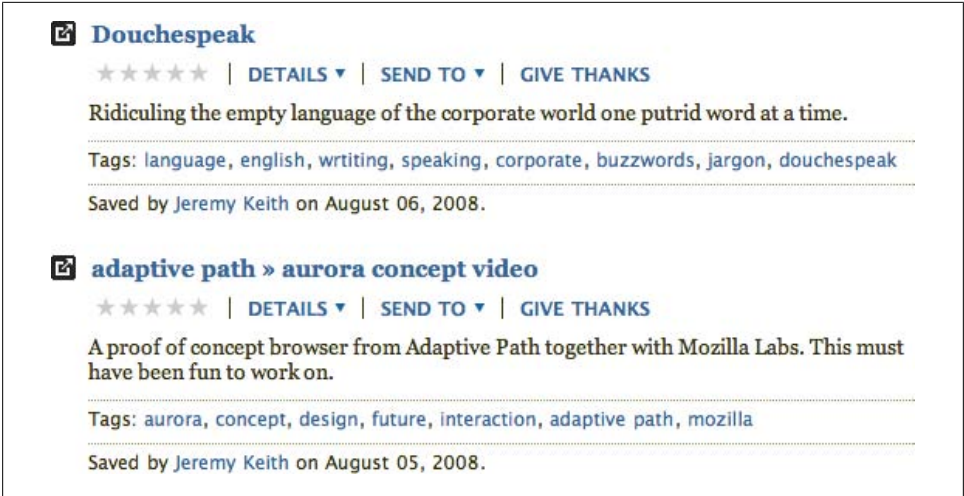 Douchespeak
★★★★★ | DETAILS ▼ | SEND TO ▼ | GIVE THANKS
Ridiculing the empty language of the corporate world one putrid word at a time.
Tags: language, english, wrtiting, speaking, corporate, buzzwords, jargon, douchespeak
Saved by Jeremy Keith on August 06, 2008.
adaptive path » aurora concept video
★★★★★ | DETAILS ▼ | SEND TO ▼ | GIVE THANKS
A proof of concept browser from Adaptive Path together with Mozilla Labs. This must
have been fun to work on.
Tags: aurora, concept, design, future, interaction, adaptive path, mozilla
Saved by Jeremy Keith on August 05, 2008.